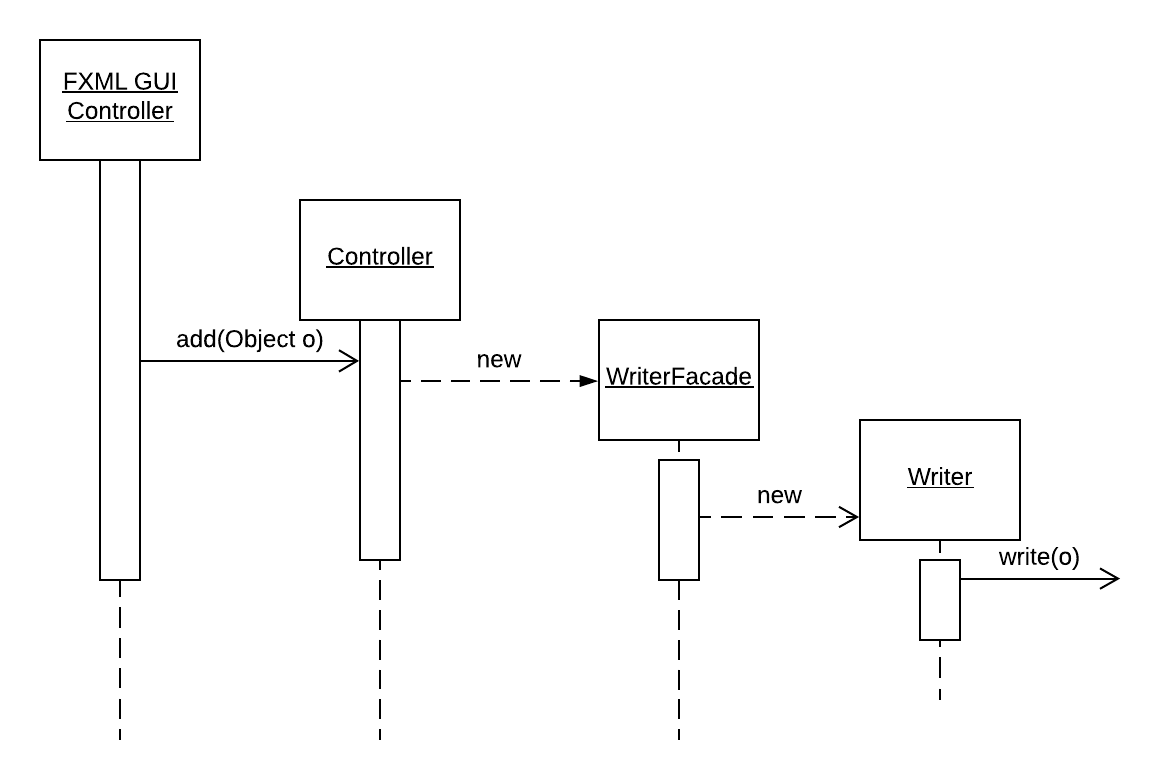 FXML GUI
Controller
Controller
add(Object o)
new
WriterFacade
Writer
new
write(o)